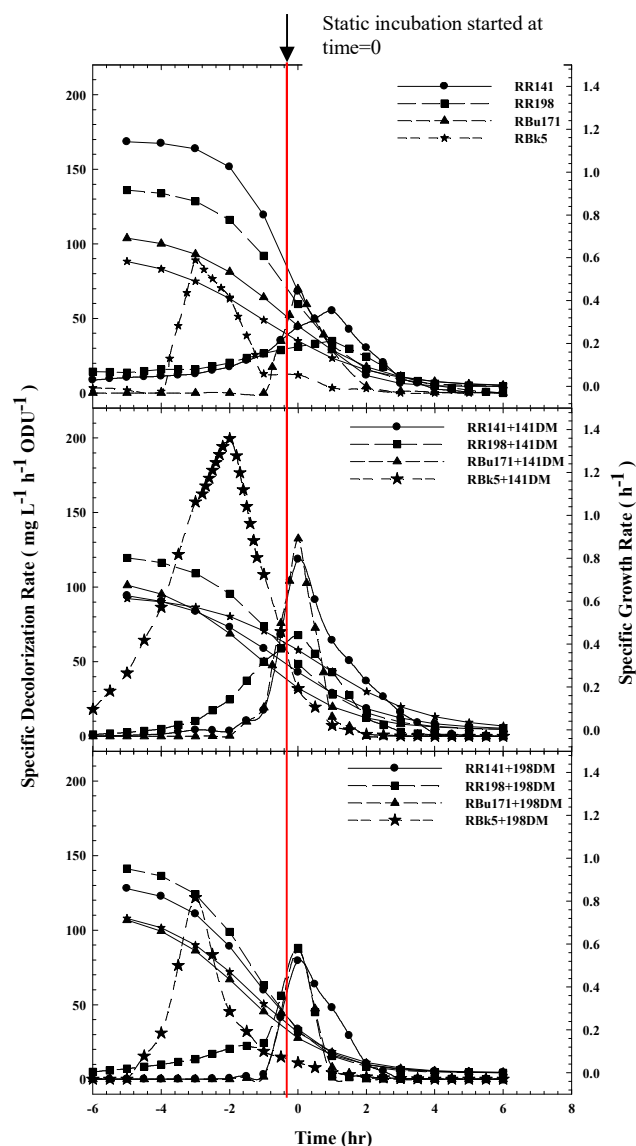 Static incubation started at
time=0
220
200
150
100
50
0
1.5
1.4
1.2
1.0
0.8
0.6
0.4
0.2
0.0
RR141
RR198
RBu171
RBk5
200
150
100
50
0
1.4
1.2
1.0
0.8
0.6
0.4
0.2
0.0
RR141+141DM
RR198+141DM
RBu171+141DM
RBk5+141DM
200
150
100
50
0
1.4
1.2
1.0
0.8
0.6
0.4
0.2
0.0
RR141+198DM
RR198+198DM
RBu171+198DM
RBk5+198DM
-6 -4 -2 0 2 4 6 8
Time (hr)
Specific Decolorization Rate ( mg L⁻¹ h⁻¹ ODU⁻¹ )
Specific Growth Rate ( h⁻¹ )